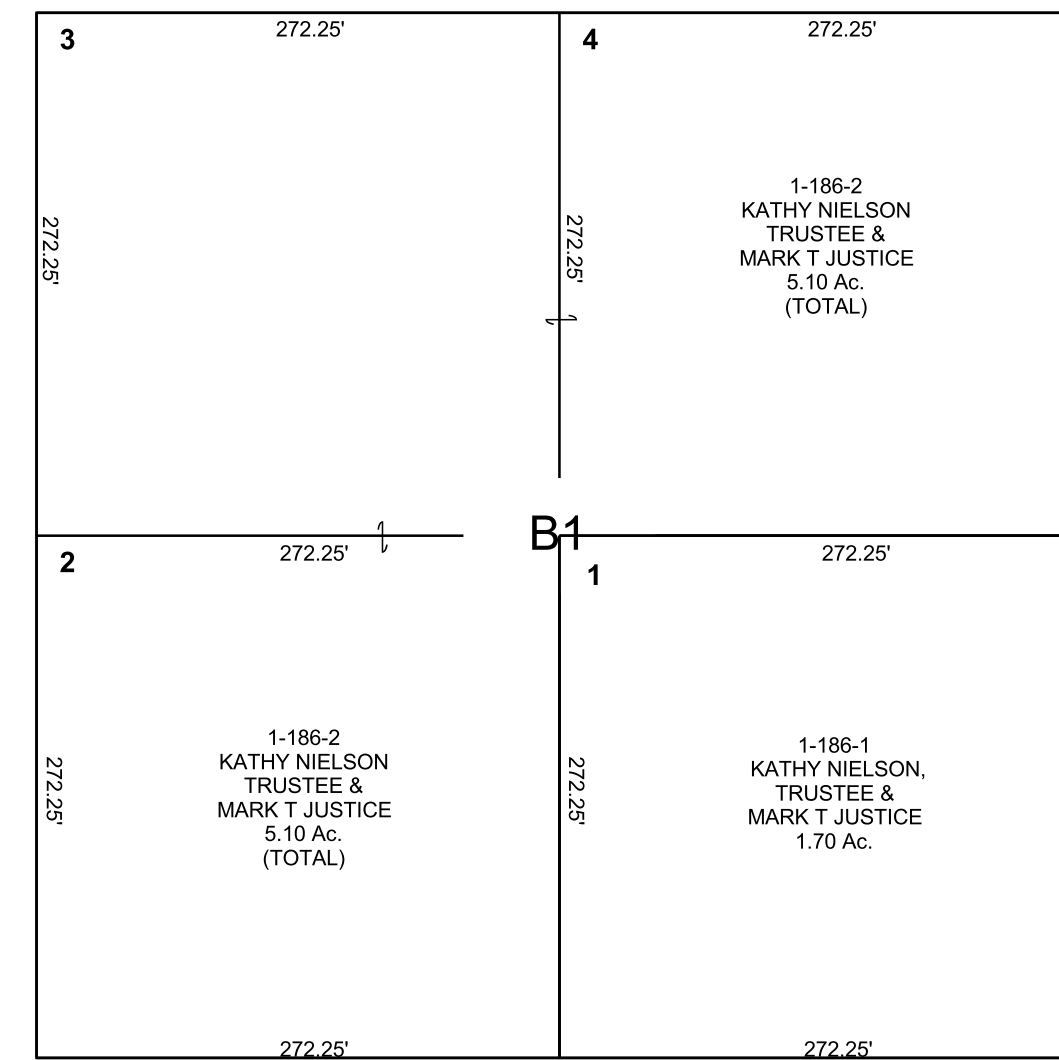 3
272.25'
4
272.25'
272.25'
272.25'
1-186-2
KATHY NIELSON
TRUSTEE &
MARK T JUSTICE
5.10 Ac.
(TOTAL)
B1
2
272.25'
1
272.25'
272.25'
1-186-2
KATHY NIELSON
TRUSTEE &
MARK T JUSTICE
5.10 Ac.
(TOTAL)
272.25'
1-186-1
KATHY NIELSON,
TRUSTEE &
MARK T JUSTICE
1.70 Ac.
272.25'
272.25'